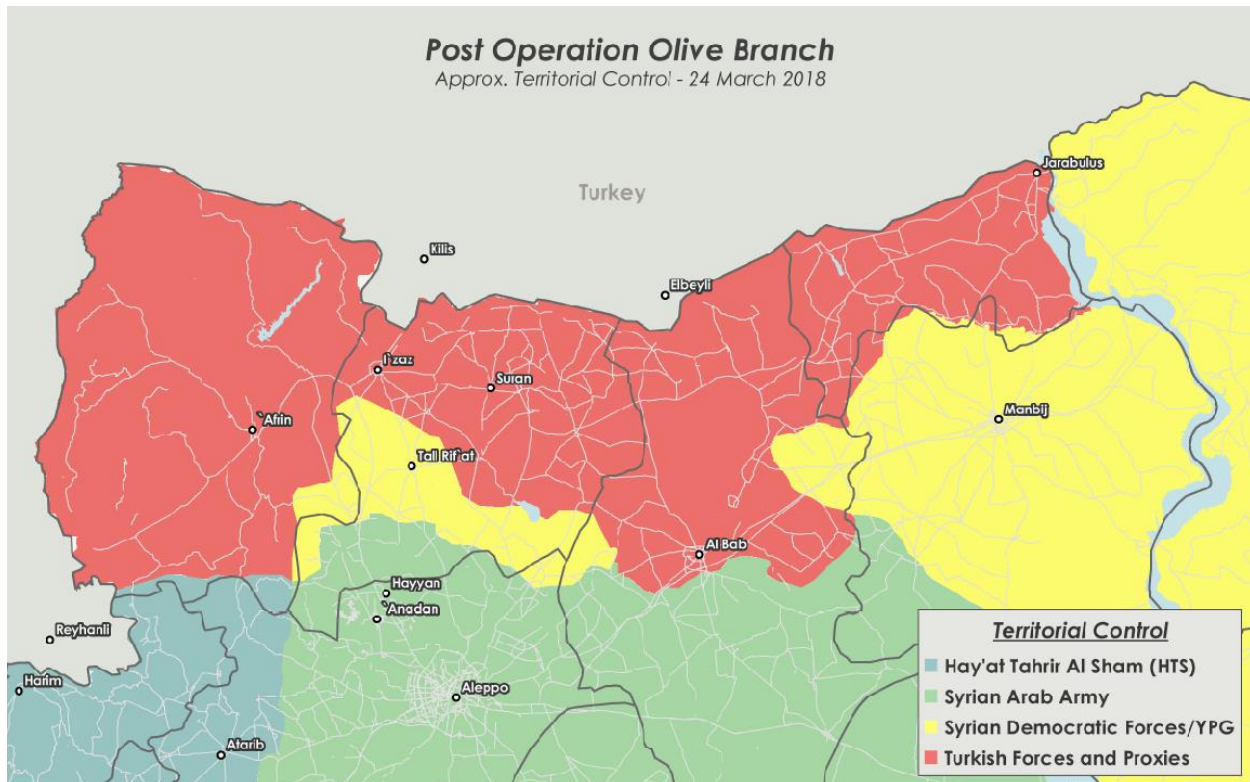 Post Operation Olive Branch
Approx. Territorial Control - 24 March 2018
Jarabulus
Turkey
Kilis
Elbeyli
I`zaz
Suran
Manbij
`Afrin
Tall Rif`at
Al Bab
Hayyan
`Anadan
Reyhanli
Harim
Aleppo
Atarib
Territorial Control
Hay'at Tahrir Al Sham (HTS)
Syrian Arab Army
Syrian Democratic Forces/YPG
Turkish Forces and Proxies